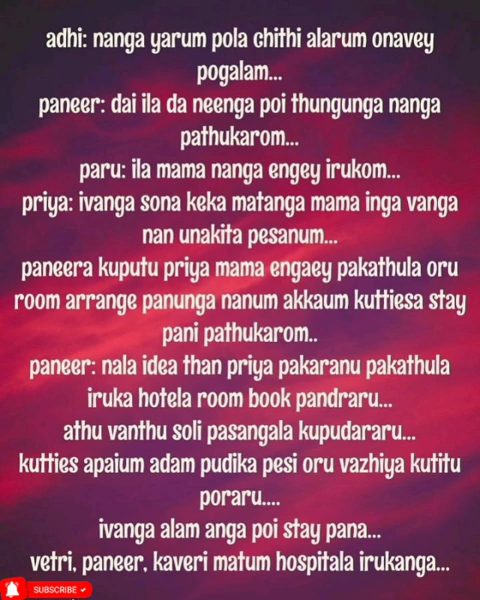 adhi: nanga yarum pola chithi alarum onavey
pogalam...
paneer: dai ila da neenga poi thungunga nanga
pathukarom...
paru: ila mama nanga engey irukom...
priya: ivanga sona keka matanga mama inga vanga
nan unakita pesanum...
paneera kuputu priya mama engaey pakathula oru
room arrange panunga nanum akkaum kuttiesa stay
pani pathukarom..
paneer: nala idea than priya pakaranu pakathula
iruka hotela room book pandraru...
athu vanthu soli pasangala kupudararu...
kutties apaium adam pudika pesi oru vazhiya kutitu
poraru....
ivanga alam anga poi stay pana...
vetri, paneer, kaveri matum hospitala irukanga...
SUBSCRIBE